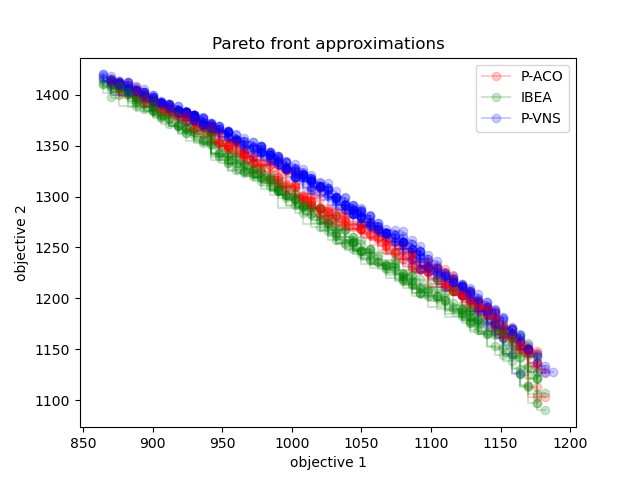 Pareto front approximations
P-ACO
IBEA
P-VNS
objective 2
1400
1350
1300
1250
1200
1150
1100
850 900 950 1000 1050 1100 1150 1200
objective 1